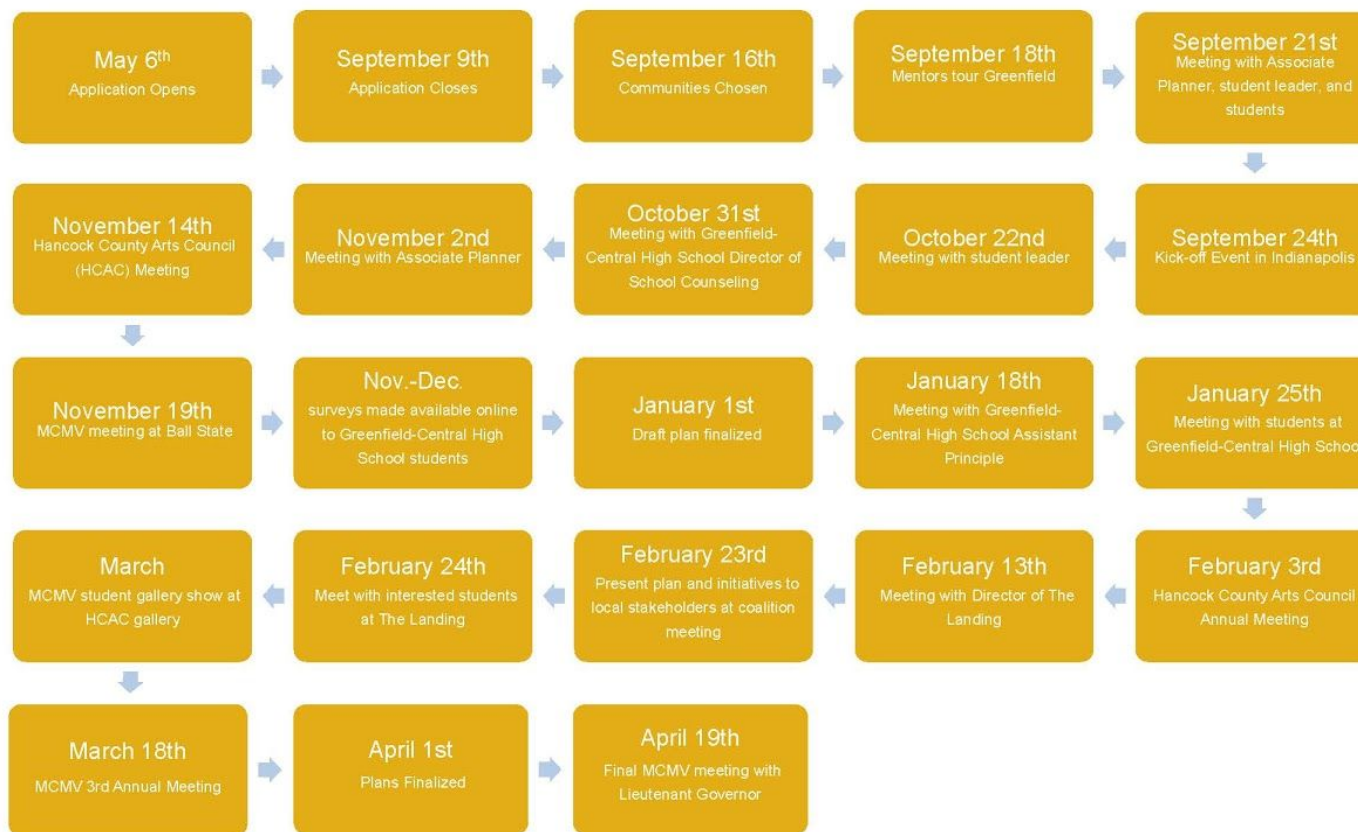 May 6th
Application Opens
September 9th
Application Closes
September 16th
Communities Chosen
September 18th
Mentors tour Greenfield
September 21st
Meeting with Associate
Planner, student leader, and
students
September 24th
Kick-off Event in Indianapolis
October 22nd
Meeting with student leader
October 31st
Meeting with Greenfield-
Central High School Director of
School Counseling
November 2nd
Meeting with Associate Planner
November 14th
Hancock County Arts Council
(HCAC) Meeting
November 19th
MCMV meeting at Ball State
Nov.-Dec.
surveys made available online
to Greenfield-Central High
School students
January 1st
Draft plan finalized
January 18th
Meeting with Greenfield-
Central High School Assistant
Principle
January 25th
Meeting with students at
Greenfield-Central High School
February 3rd
Hancock County Arts Council
Annual Meeting
February 13th
Meeting with Director of The
Landing
February 23rd
Present plan and initiatives to
local stakeholders at coalition
meeting
February 24th
Meet with interested students
at The Landing
March
MCMV student gallery show at
HCAC gallery
March 18th
MCMV 3rd Annual Meeting
April 1st
Plans Finalized
April 19th
Final MCMV meeting with
Lieutenant Governor